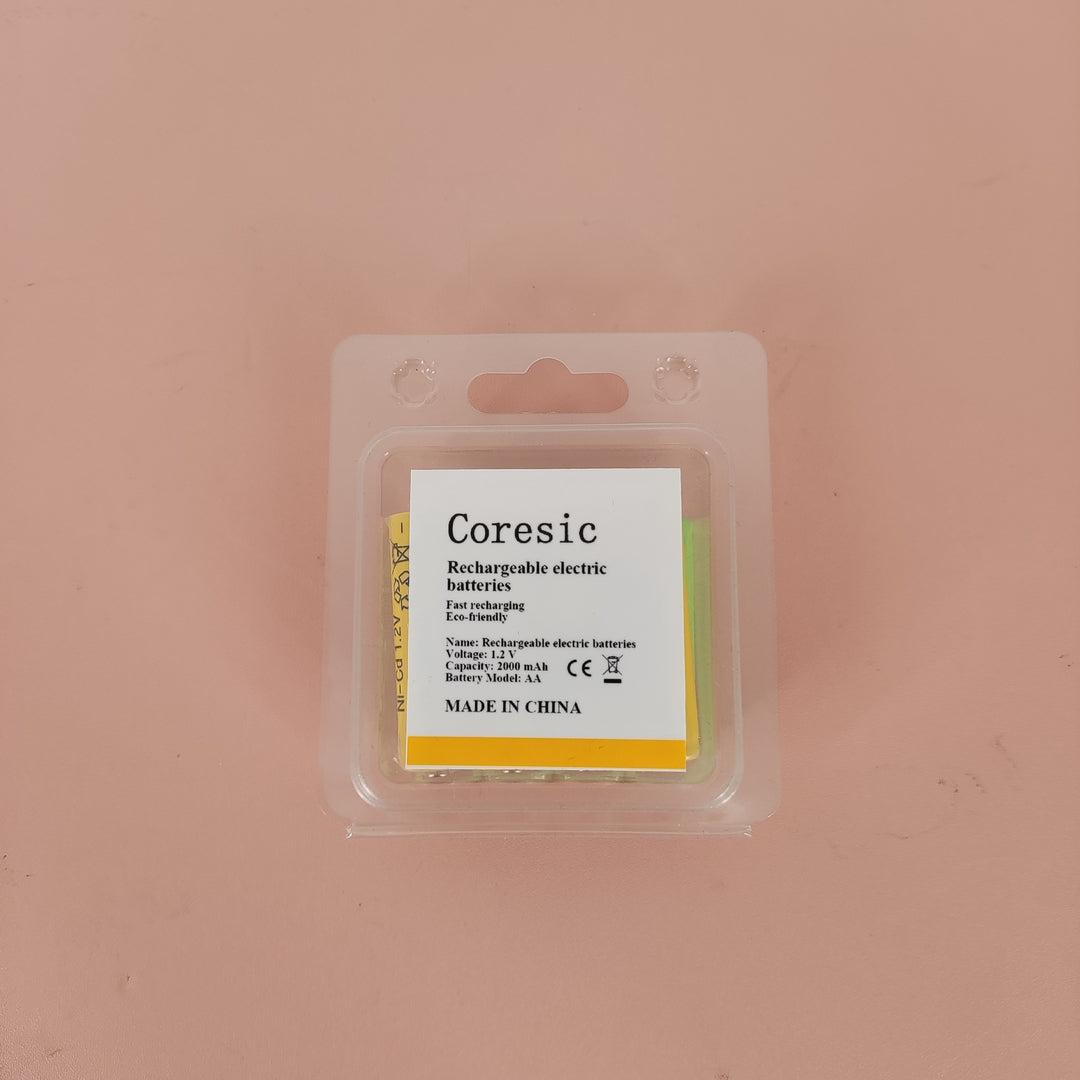 Coresic
Rechargeable electric
batteries
Fast recharging
Eco-friendly
Name: Rechargeable electric batteries
Voltage: 1.2 V
Capacity: 2000 mAh
Battery Model: AA
CE
MADE IN CHINA
Ni-Cd 1.2V